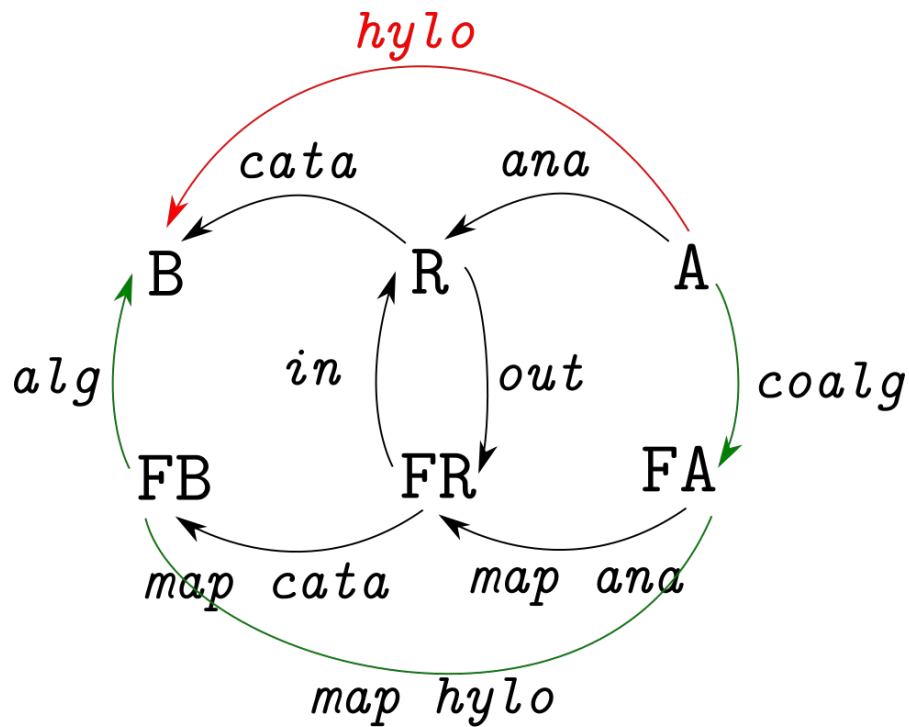 hylo
cata ana
B R A
alg in out coalg
FB FR FA
map cata map ana
map hylo